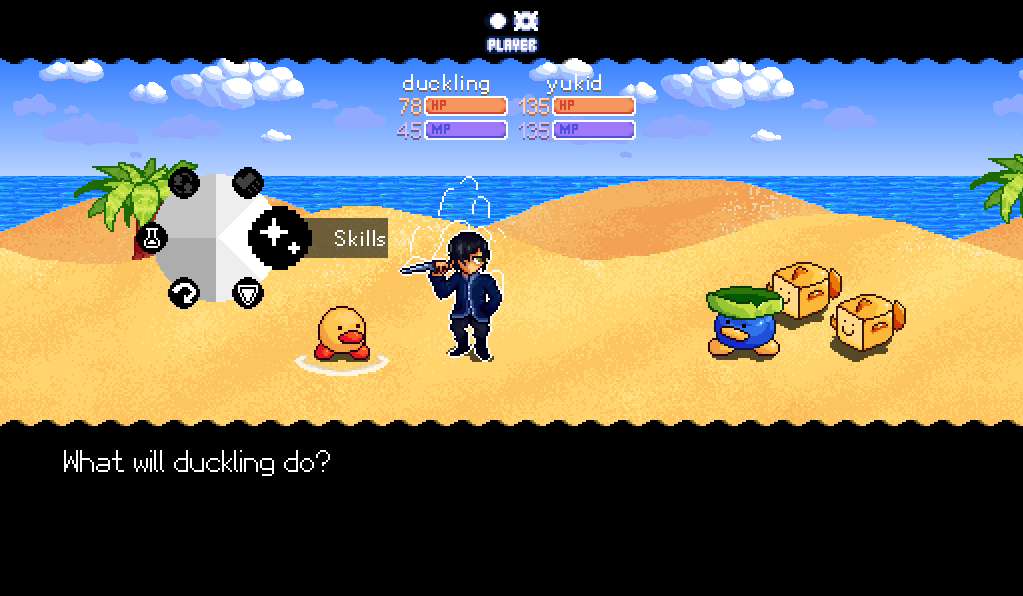 PLAYER
duckling yukid
78 HP 135 HP
45 MP 135 MP
Skills
What will duckling do?